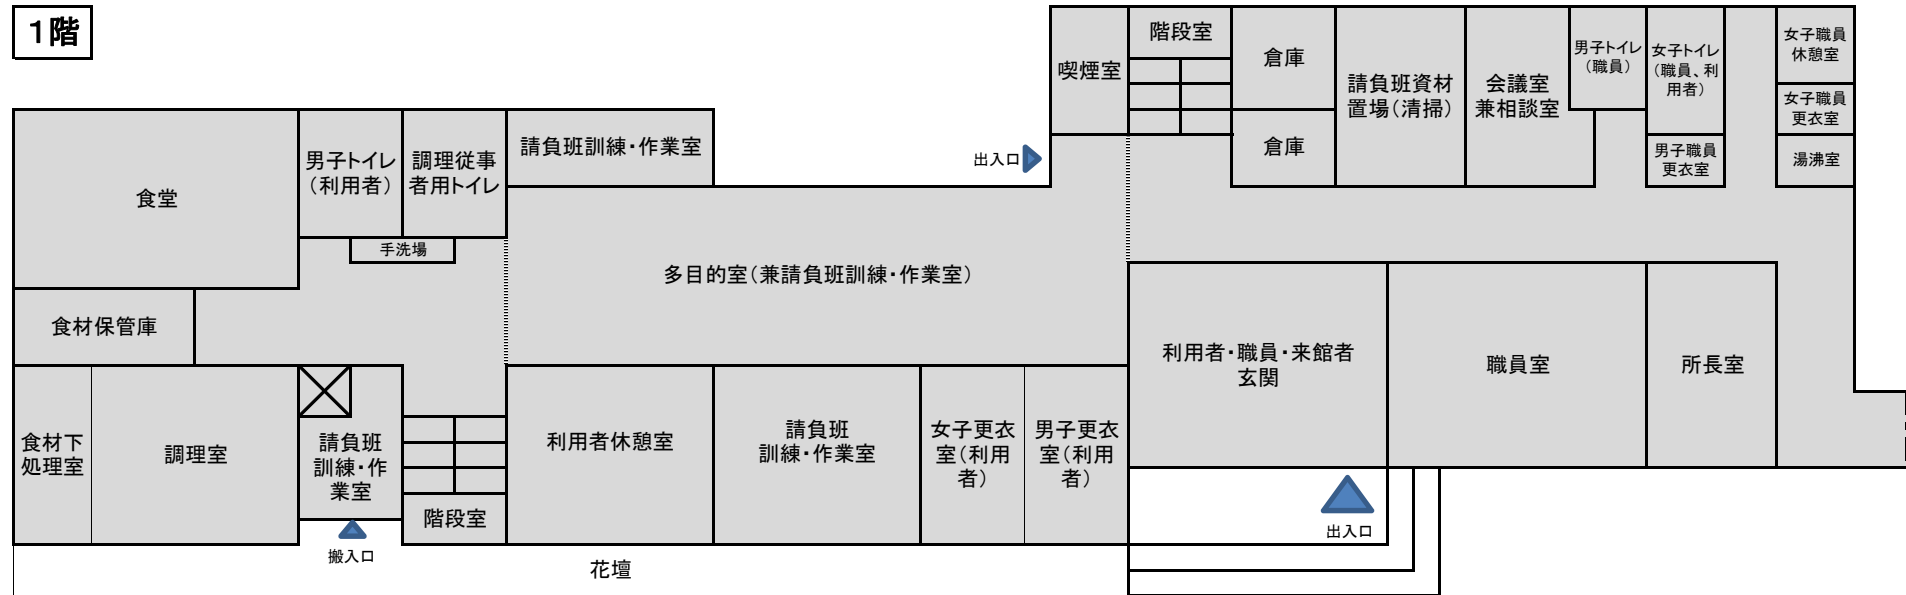 1階
喫煙室
階段室
倉庫
倉庫
請負班資材
置場（清掃）
会議室
兼相談室
男子トイレ
（職員）
女子トイレ
（職員、利
用者）
男子職員
更衣室
女子職員
休憩室
女子職員
更衣室
湯沸室
食堂
男子トイレ
（利用者）
調理従事
者用トイレ
請負班訓練・作業室
出入口
手洗場
多目的室（兼請負班訓練・作業室）
食材保管庫
利用者・職員・来館者
玄関
職員室
所長室
食材下
処理室
調理室
請負班
訓練・作
業室
階段室
利用者休憩室
請負班
訓練・作業室
女子更衣
室（利用
者）
男子更衣
室（利用
者）
搬入口
出入口
花壇